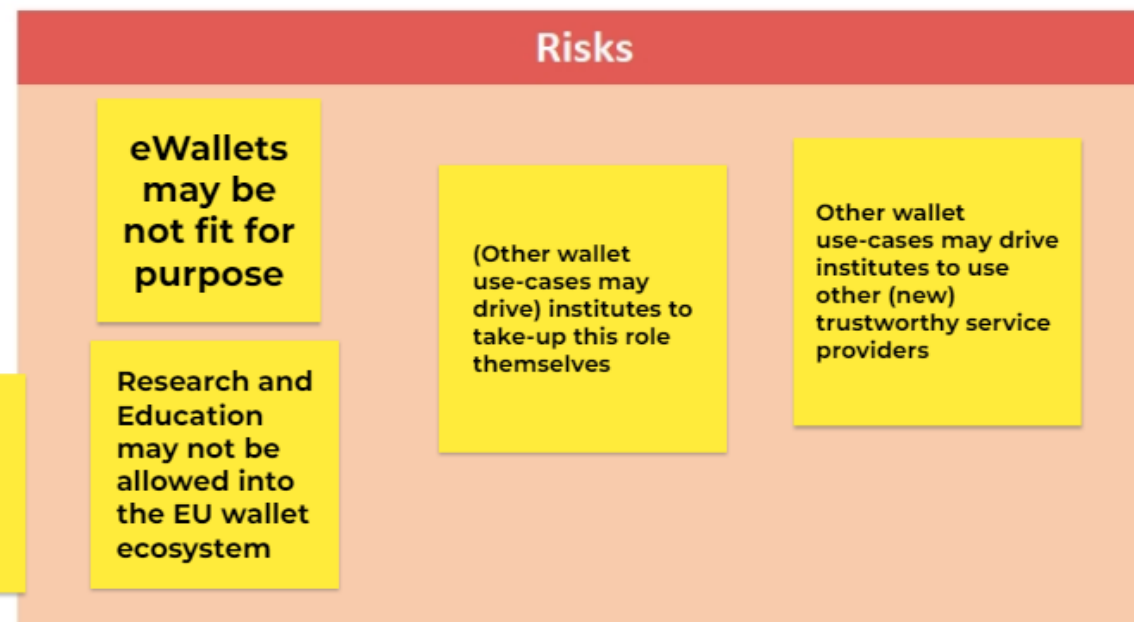 Risks
eWallets
may be
not fit for
purpose
Research and
Education
may not be
allowed into
the EU wallet
ecosystem
(Other wallet
use-cases may
drive) institutes to
take-up this role
themselves
Other wallet
use-cases may drive
institutes to use
other (new)
trustworthy service
providers